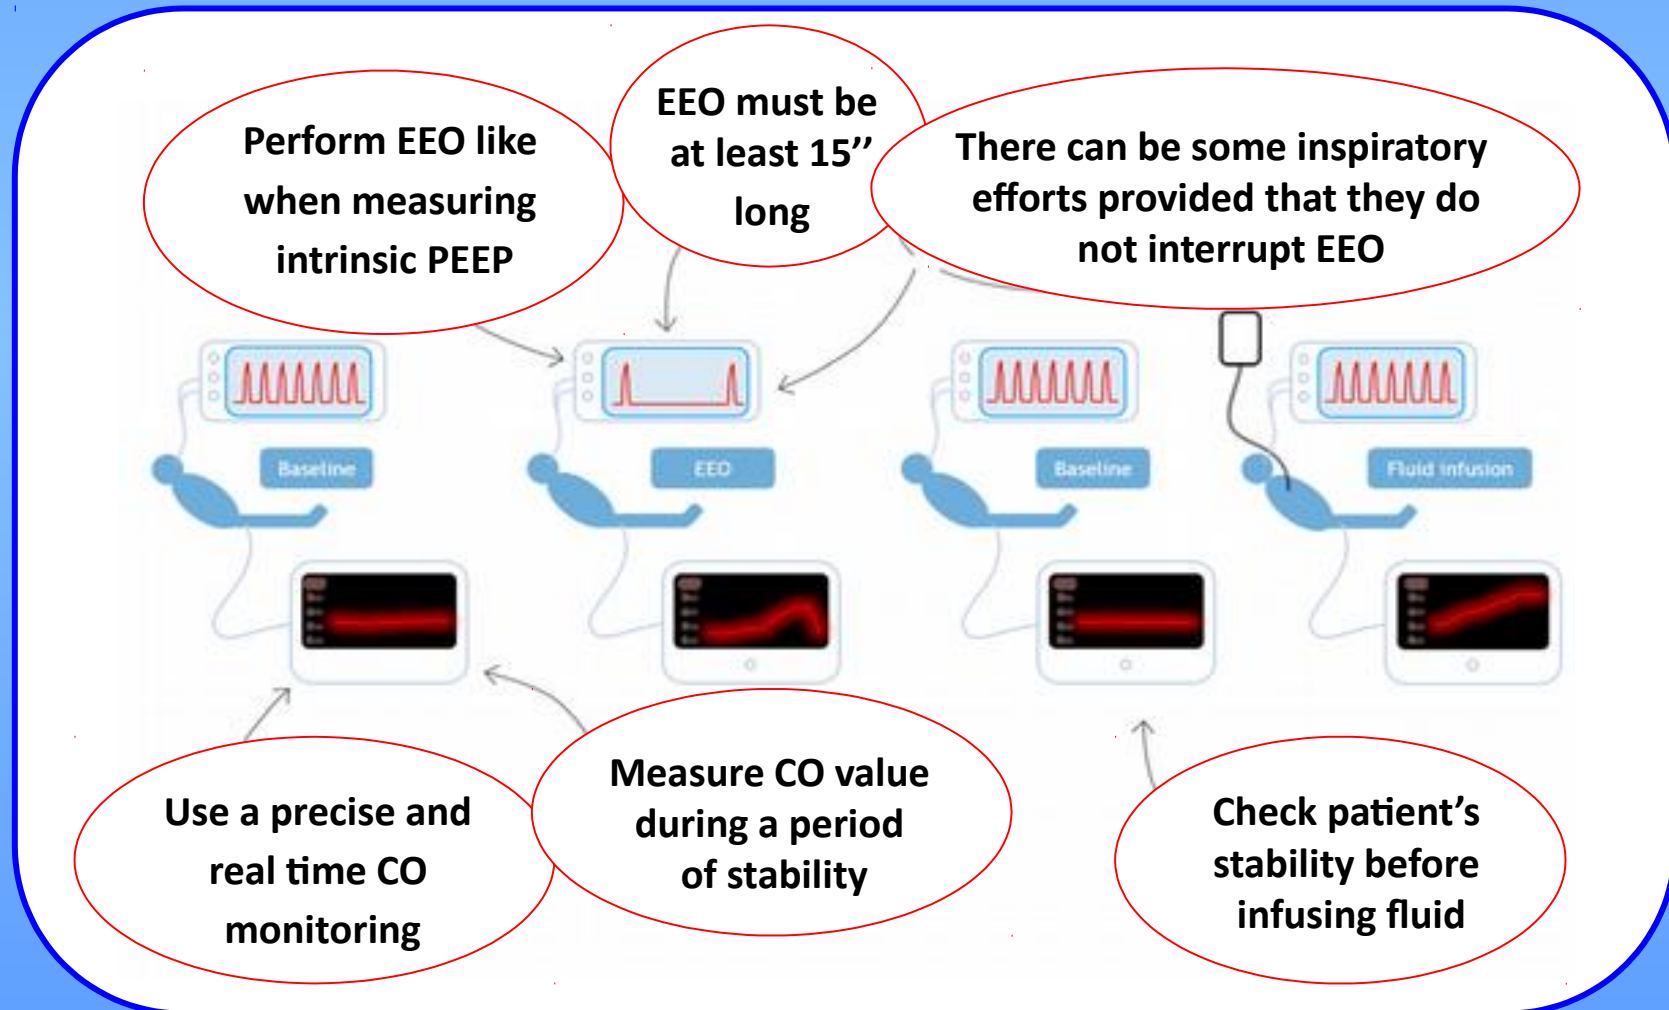 Perform EEO like
when measuring
intrinsic PEEP
EEO must be
at least 15’’
long
There can be some inspiratory
efforts provided that they do
not interrupt EEO
Baseline
EEO
Baseline
Fluid infusion
Use a precise and
real time CO
monitoring
Measure CO value
during a period
of stability
Check patient’s
stability before
infusing fluid